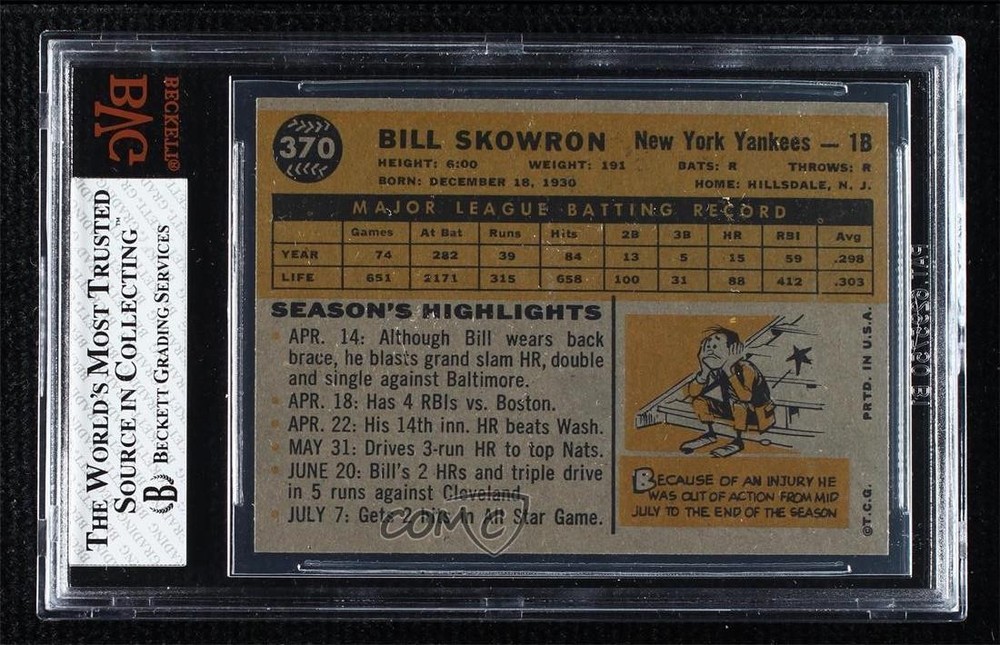 BECKETT®
BVG
THE WORLD'S MOST TRUSTED
SOURCE IN COLLECTING™
B BECKETT GRADING SERVICES
370
BILL SKOWRON New York Yankees — 1B
HEIGHT: 6:00 WEIGHT: 191 BATS: R THROWS: R
BORN: DECEMBER 18, 1930 HOME: HILLSDALE, N. J.
MAJOR LEAGUE BATTING RECORD
Games At Bat Runs Hits 2B 3B HR RBI Avg
YEAR 74 282 39 84 13 5 15 59 .298
LIFE 651 2171 315 658 100 31 88 412 .303
SEASON'S HIGHLIGHTS
• APR. 14: Although Bill wears back
brace, he blasts grand slam HR, double
and single against Baltimore.
• APR. 18: Has 4 RBIs vs. Boston.
• APR. 22: His 14th inn. HR beats Wash.
• MAY 31: Drives 3-run HR to top Nats.
• JUNE 20: Bill's 2 HRs and triple drive
in 5 runs against Cleveland.
• JULY 7: Gets 2 hits in All Star Game.
BECAUSE OF AN INJURY HE
WAS OUT OF ACTION FROM MID
JULY TO THE END OF THE SEASON
©T.C.G. PRTD. IN U.S.A.
COMC